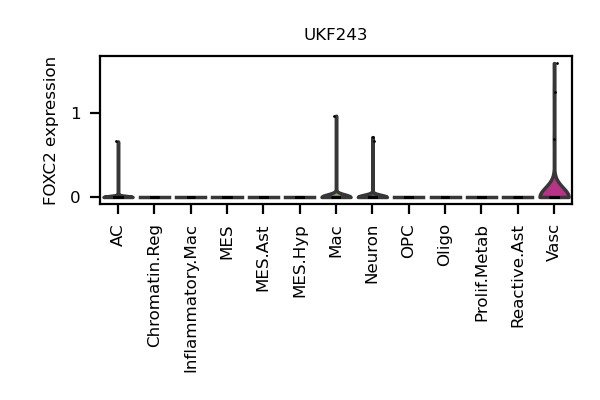 UKF243
FOXC2 expression
1
0
AC
Chromatin.Reg
Inflammatory.Mac
MES
MES.Ast
MES.Hyp
Mac
Neuron
OPC
Oligo
Prolif.Metab
Reactive.Ast
Vasc